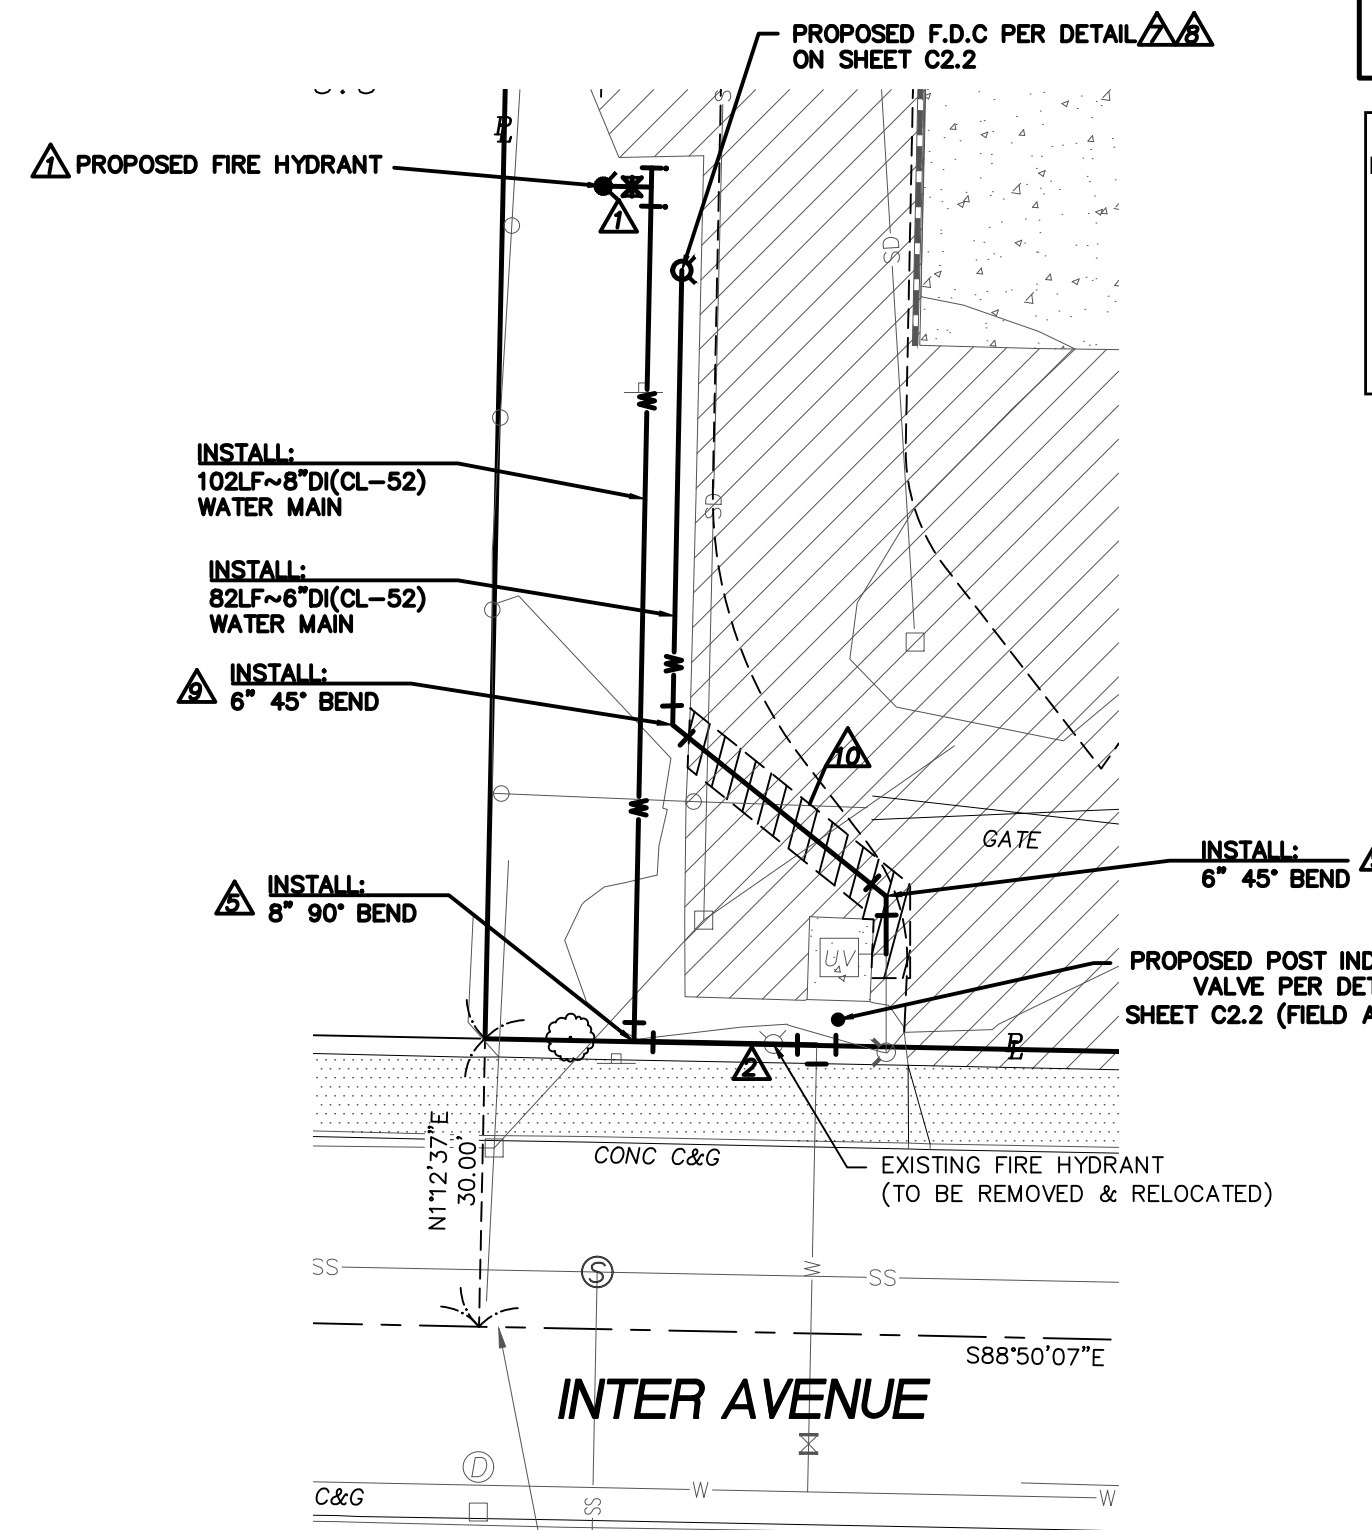 PROPOSED F.D.C PER DETAIL 7 8
ON SHEET C2.2
PL
1 PROPOSED FIRE HYDRANT
1
S
SD
INSTALL:
102LF~8"DI(CL-52)
WATER MAIN
W
SD
INSTALL:
82LF~6"DI(CL-52)
WATER MAIN
W
9 INSTALL:
6" 45° BEND
10
W
GATE
INSTALL:
6" 45° BEND
5 INSTALL:
8" 90° BEND
UV
PROPOSED POST IND
VALVE PER DET
SHEET C2.2 (FIELD A
PL
2
N1°12'37"E
30.00'
CONC C&G
EXISTING FIRE HYDRANT
(TO BE REMOVED & RELOCATED)
SS
S
W
SS
S88°50'07"E
INTER AVENUE
D
C&G
SS
W
W